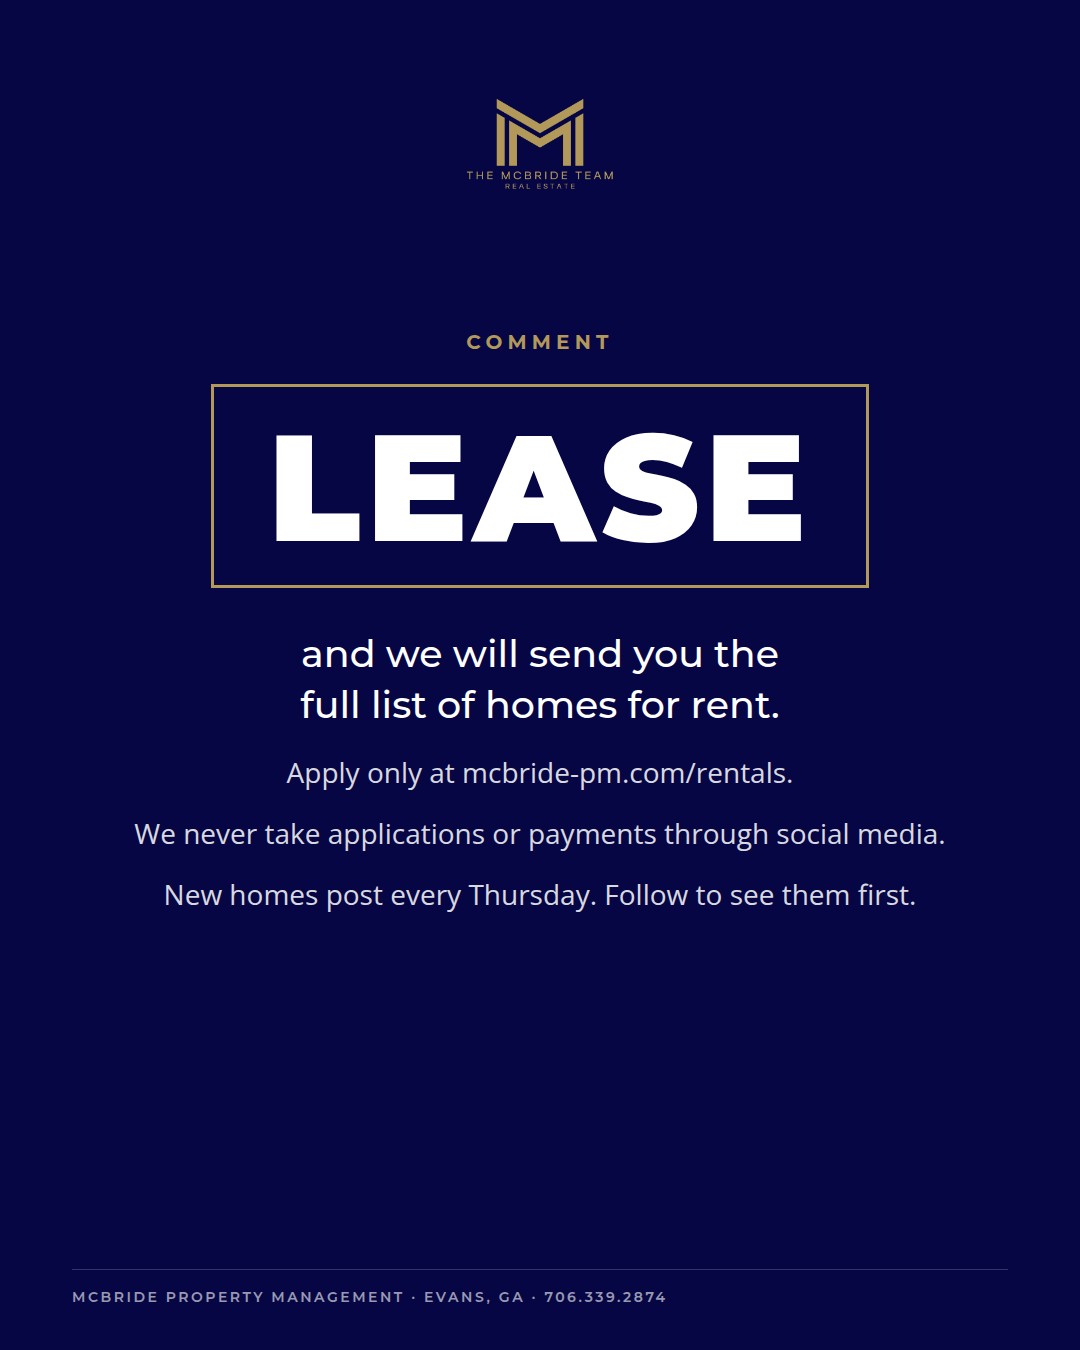 THE MCBRIDE TEAM
REAL ESTATE
COMMENT
LEASE
and we will send you the
full list of homes for rent.
Apply only at mcbride-pm.com/rentals.
We never take applications or payments through social media.
New homes post every Thursday. Follow to see them first.
MCBRIDE PROPERTY MANAGEMENT · EVANS, GA · 706.339.2874